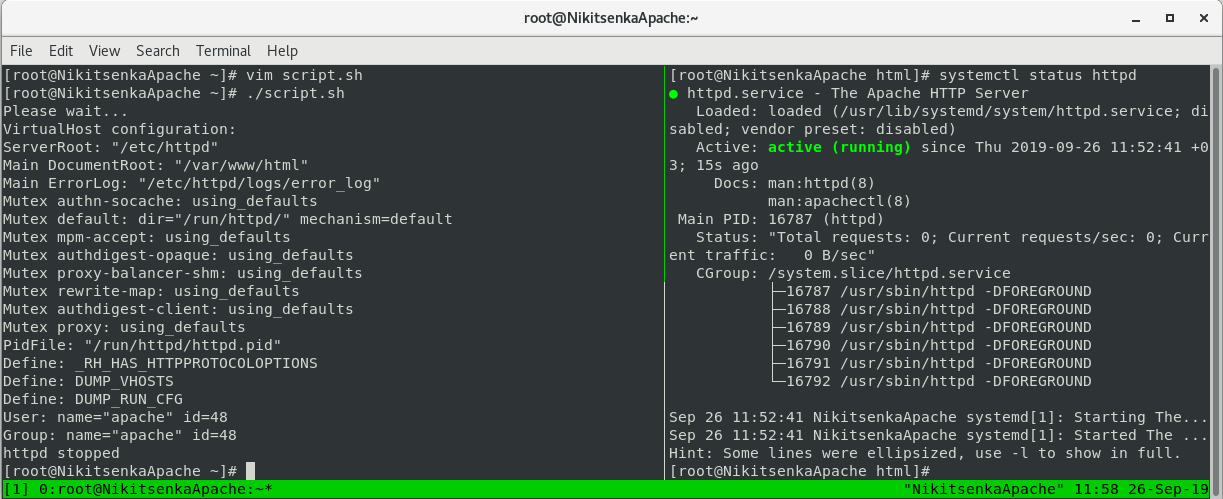 root@NikitsenkaApache:~
File Edit View Search Terminal Help
[root@NikitsenkaApache ~]# vim script.sh
[root@NikitsenkaApache ~]# ./script.sh
Please wait...
VirtualHost configuration:
ServerRoot: "/etc/httpd"
Main DocumentRoot: "/var/www/html"
Main ErrorLog: "/etc/httpd/logs/error_log"
Mutex authn-socache: using_defaults
Mutex default: dir="/run/httpd/" mechanism=default
Mutex mpm-accept: using_defaults
Mutex authdigest-opaque: using_defaults
Mutex proxy-balancer-shm: using_defaults
Mutex rewrite-map: using_defaults
Mutex authdigest-client: using_defaults
Mutex proxy: using_defaults
PidFile: "/run/httpd/httpd.pid"
Define: _RH_HAS_HTTPPROTOCOLOPTIONS
Define: DUMP_VHOSTS
Define: DUMP_RUN_CFG
User: name="apache" id=48
Group: name="apache" id=48
httpd stopped
[root@NikitsenkaApache ~]#
[root@NikitsenkaApache html]# systemctl status httpd
● httpd.service - The Apache HTTP Server
Loaded: loaded (/usr/lib/systemd/system/httpd.service; di
sabled; vendor preset: disabled)
Active: active (running) since Thu 2019-09-26 11:52:41 +0
3; 15s ago
Docs: man:httpd(8)
man:apachectl(8)
Main PID: 16787 (httpd)
Status: "Total requests: 0; Current requests/sec: 0; Curr
ent traffic:   0 B/sec"
CGroup: /system.slice/httpd.service
├─16787 /usr/sbin/httpd -DFOREGROUND
├─16788 /usr/sbin/httpd -DFOREGROUND
├─16789 /usr/sbin/httpd -DFOREGROUND
├─16790 /usr/sbin/httpd -DFOREGROUND
├─16791 /usr/sbin/httpd -DFOREGROUND
└─16792 /usr/sbin/httpd -DFOREGROUND
Sep 26 11:52:41 NikitsenkaApache systemd[1]: Starting The...
Sep 26 11:52:41 NikitsenkaApache systemd[1]: Started The ...
Hint: Some lines were ellipsized, use -l to show in full.
[root@NikitsenkaApache html]#
[1] 0:root@NikitsenkaApache:~* "NikitsenkaApache" 11:58 26-Sep-19